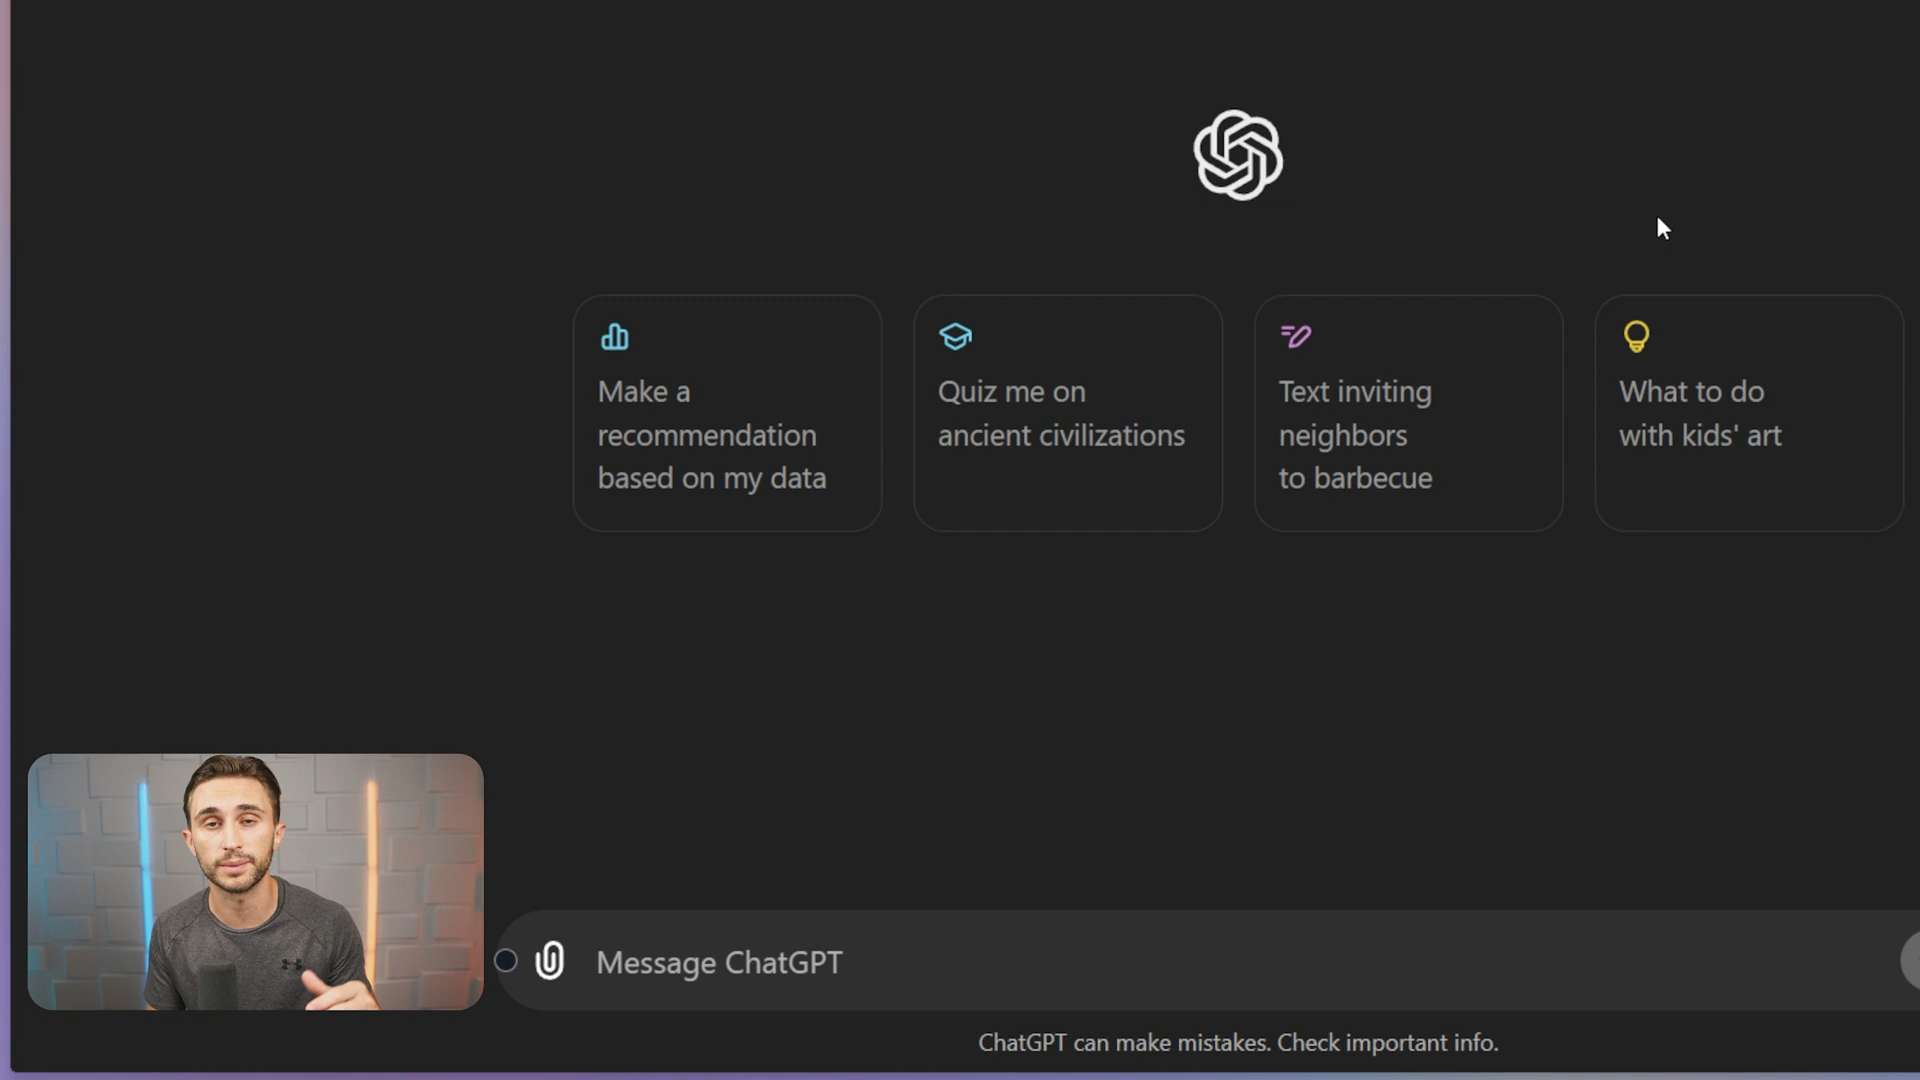 Make a
recommendation
based on my data
Quiz me on
ancient civilizations
Text inviting
neighbors
to barbecue
What to do
with kids' art
Message ChatGPT
ChatGPT can make mistakes. Check important info.